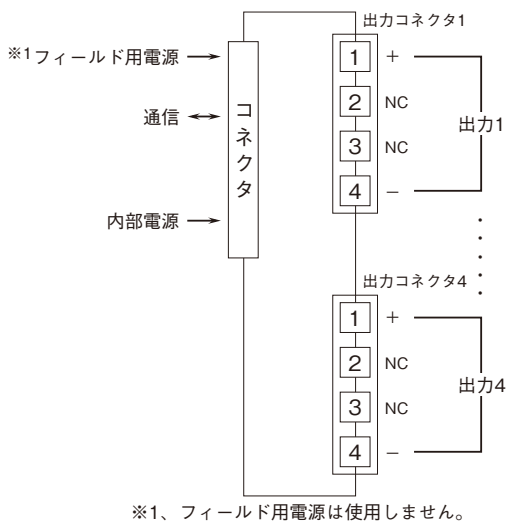 出力コネクタ1
※1フィールド用電源
通信
内部電源
コネクタ
1 +
2 NC
3 NC
4 −
出力1
出力コネクタ4
1 +
2 NC
3 NC
4 −
出力4
※1、フィールド用電源は使用しません。